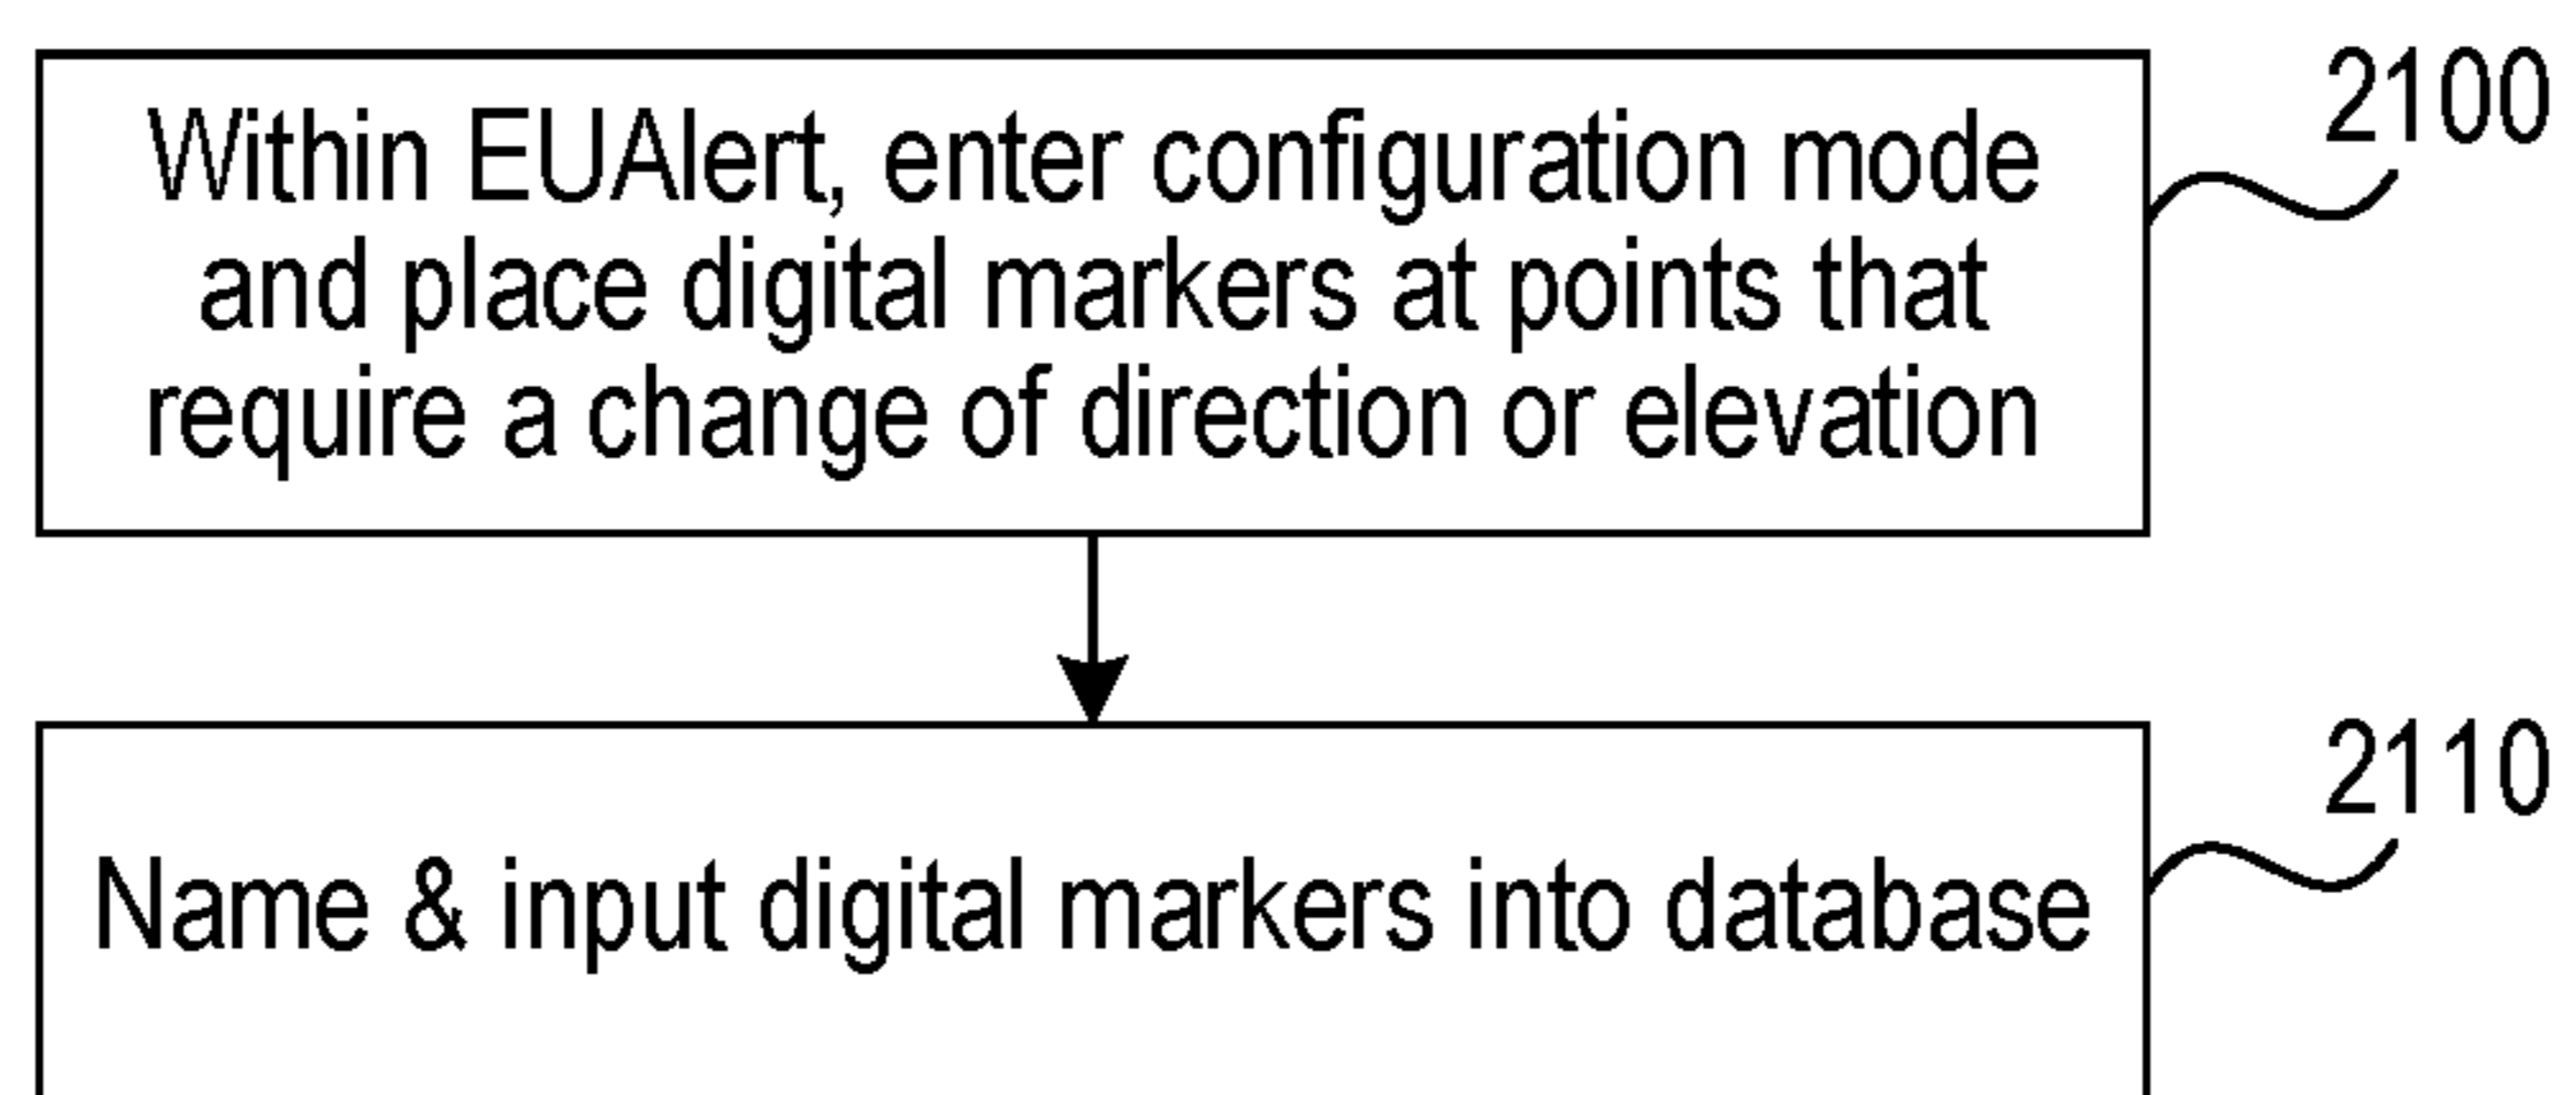 2100
Within EUAlert, enter configuration mode
and place digital markers at points that
require a change of direction or elevation
2110
Name & input digital markers into database